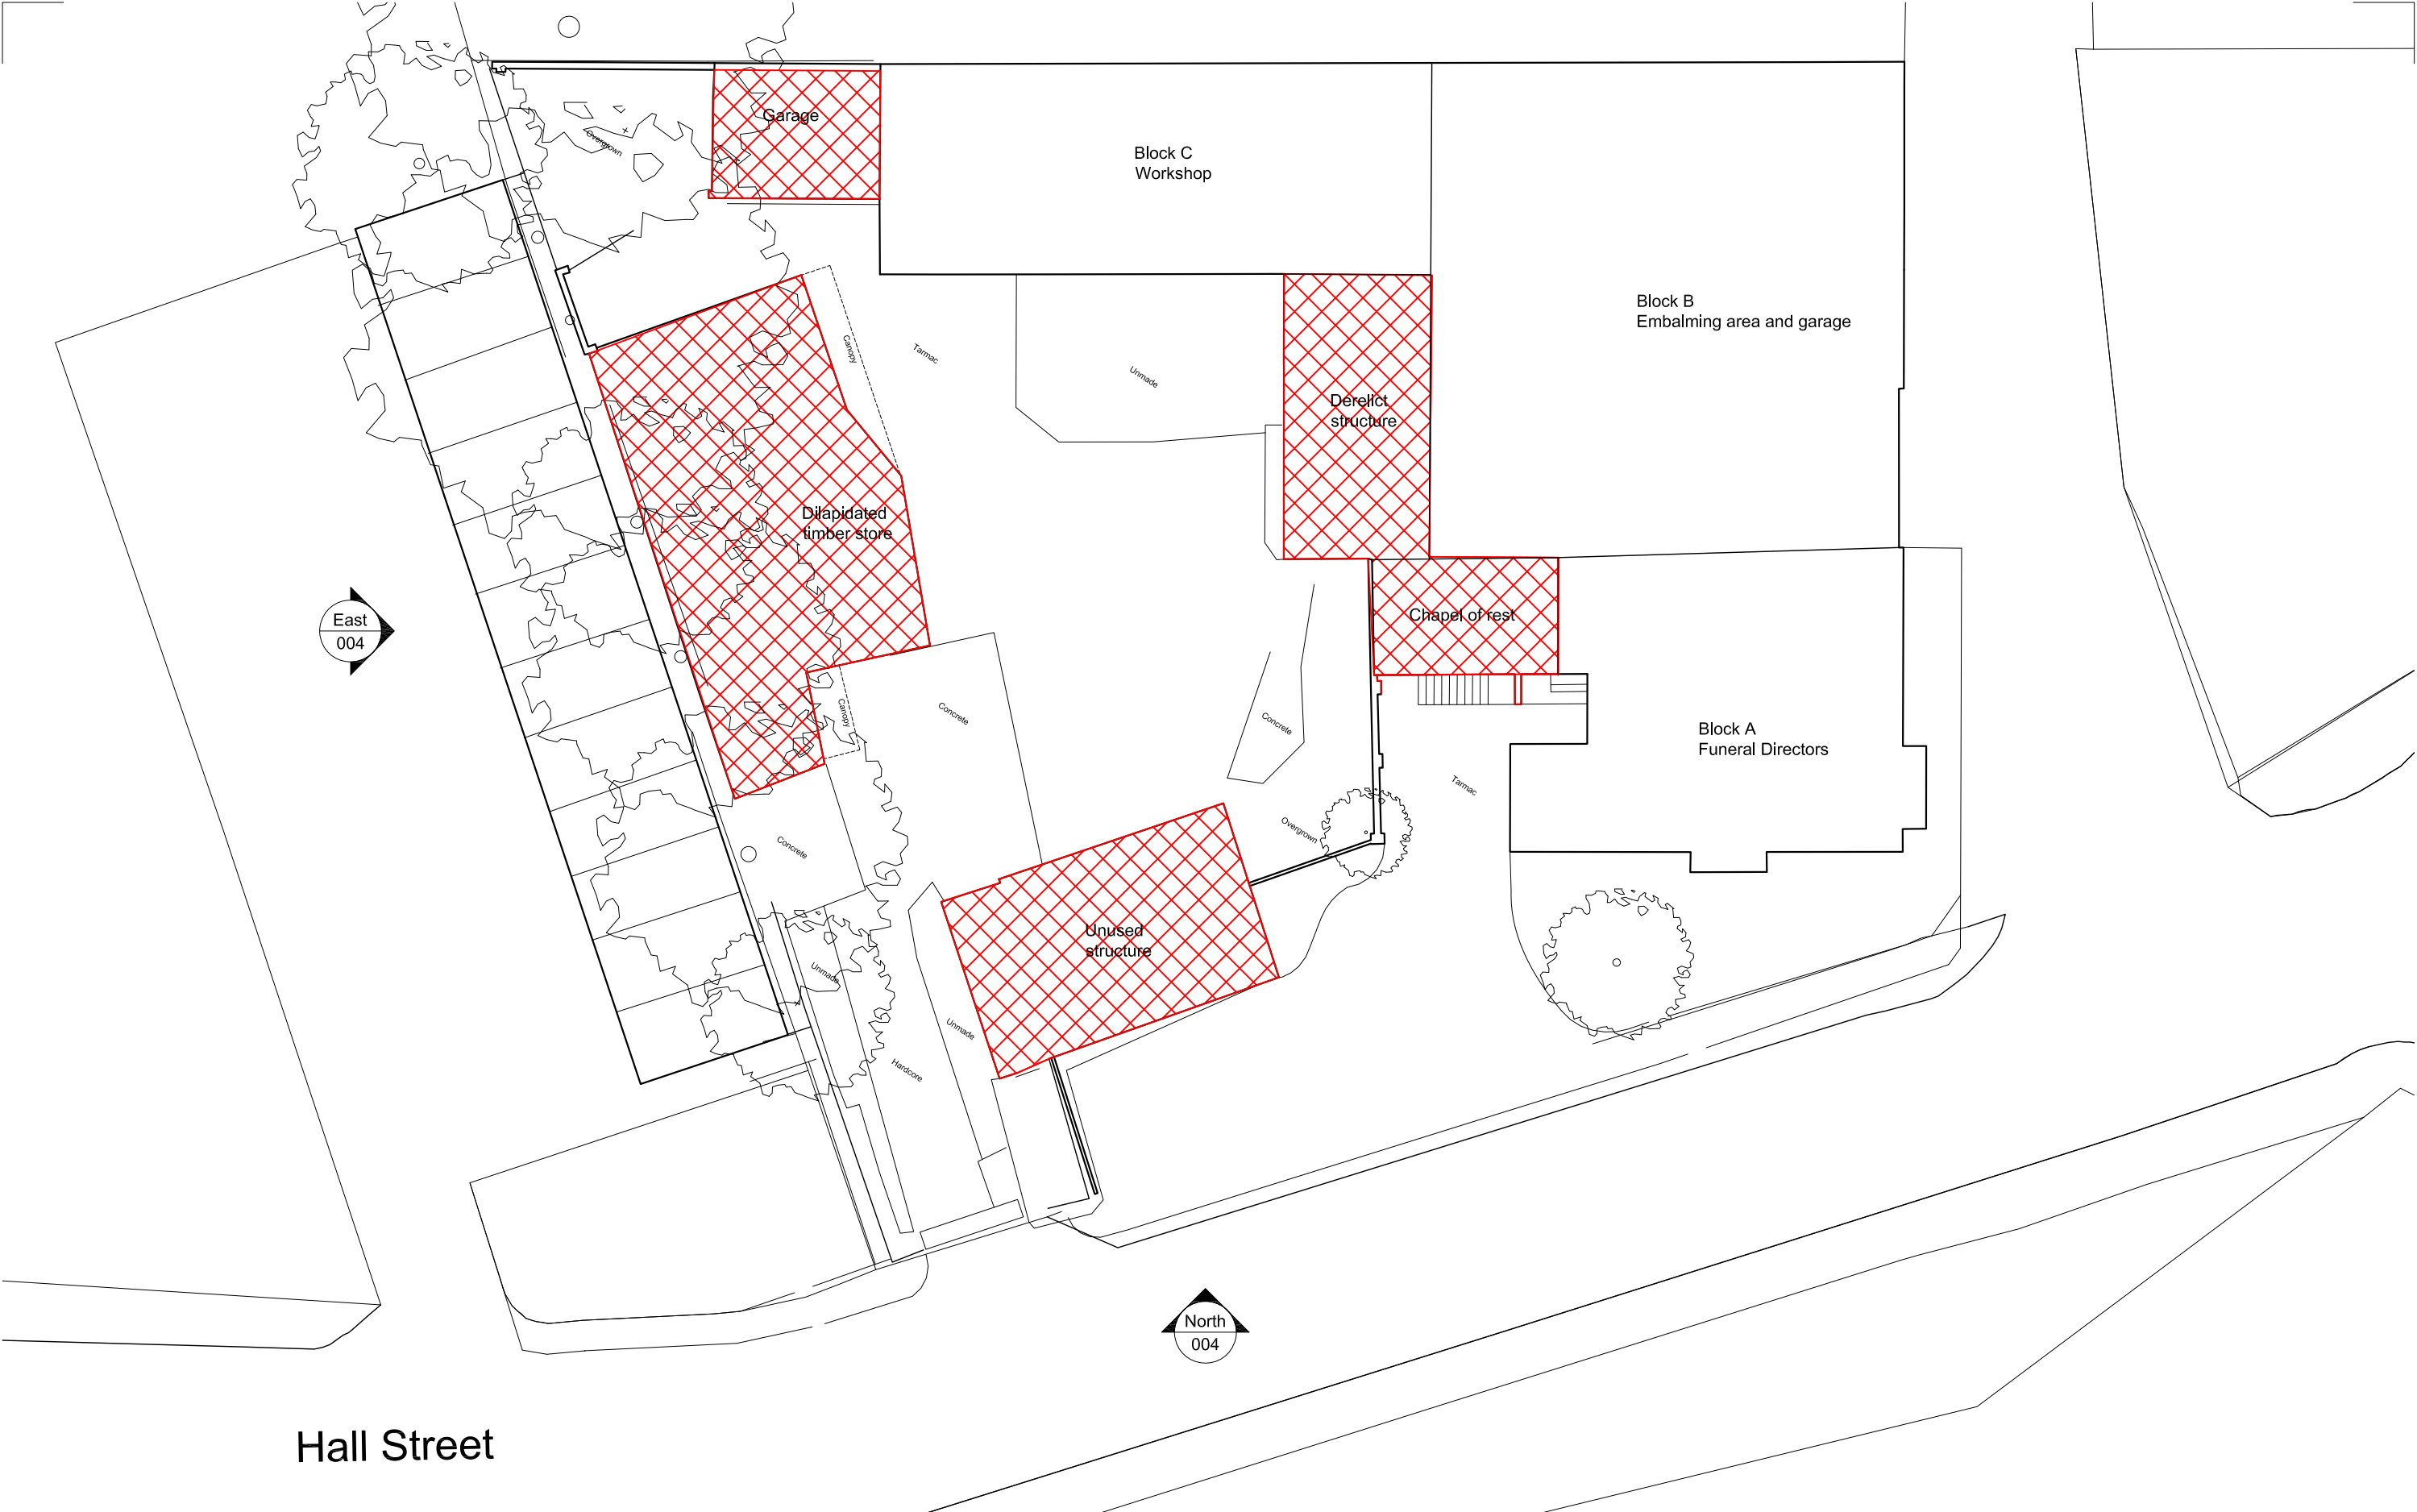 Garage
Overgrown
Block C
Workshop
Block B
Embalming area and garage
Canopy
Tarmac
Unmade
Derelict
structure
Dilapidated
timber store
East
004
Chapel of rest
Canopy
Concrete
Concrete
Block A
Funeral Directors
Tarmac
Overgrown
Concrete
Unused
structure
Unmade
Unmade
Hardcore
North
004
Hall Street